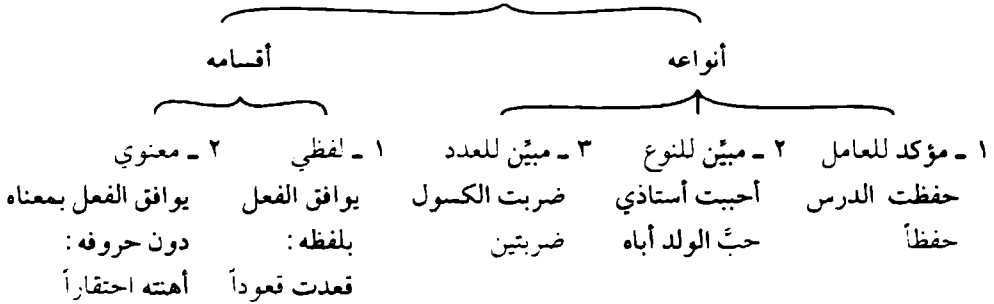 أنواعه
أقسامه
١ ـ مؤكد للعامل ٢ ـ مبيِّن للنوع ٣ ـ مبيِّن للعدد ١ ـ لفظي ٢ ـ معنوي
حفظت الدرس أحببت أستاذي ضربت الكسول يوافق الفعل يوافق الفعل بمعناه
حفظاً حبَّ الولد أباه ضربتين بلفظه: دون حروفه:
قعدت قعوداً أهنته احتقاراً